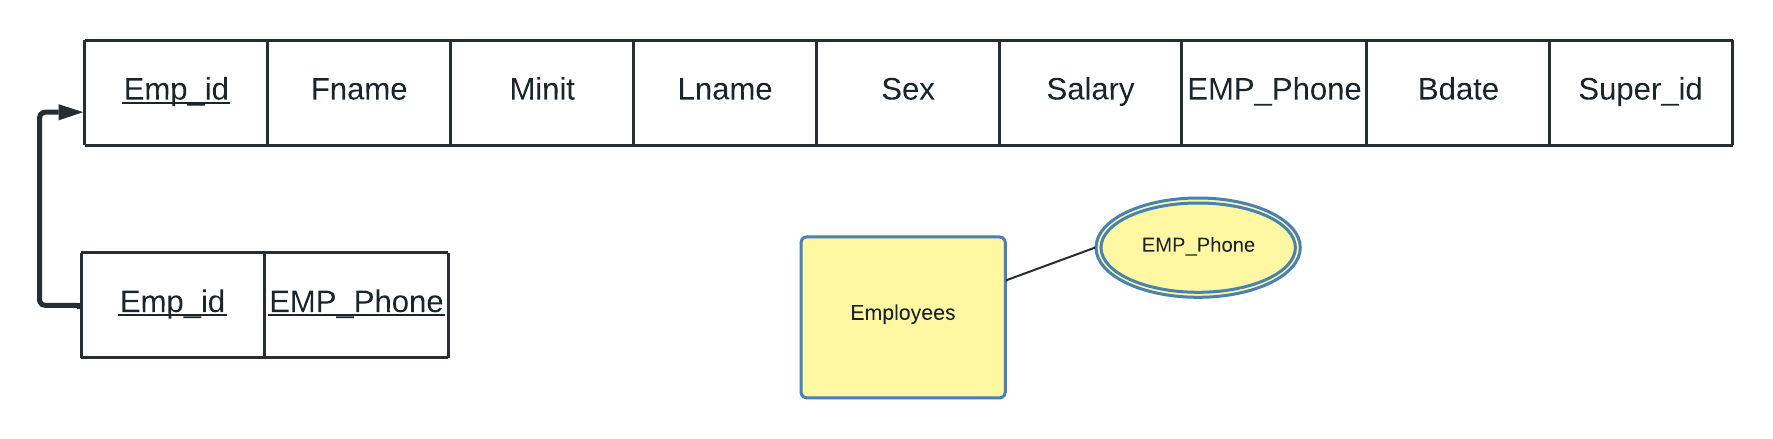 Emp_id Fname Minit Lname Sex Salary EMP_Phone Bdate Super_id
EMP_Phone
Emp_id EMP_Phone
Employees